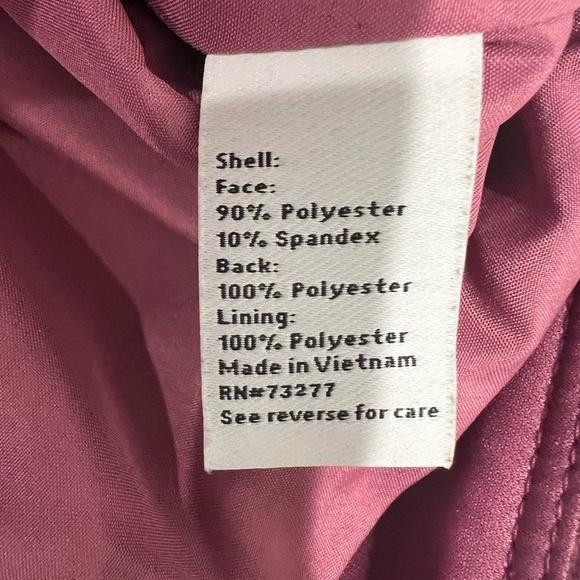 Shell:
Face:
90% Polyester
10% Spandex
Back:
100% Polyester
Lining:
100% Polyester
Made in Vietnam
RN#73277
See reverse for care